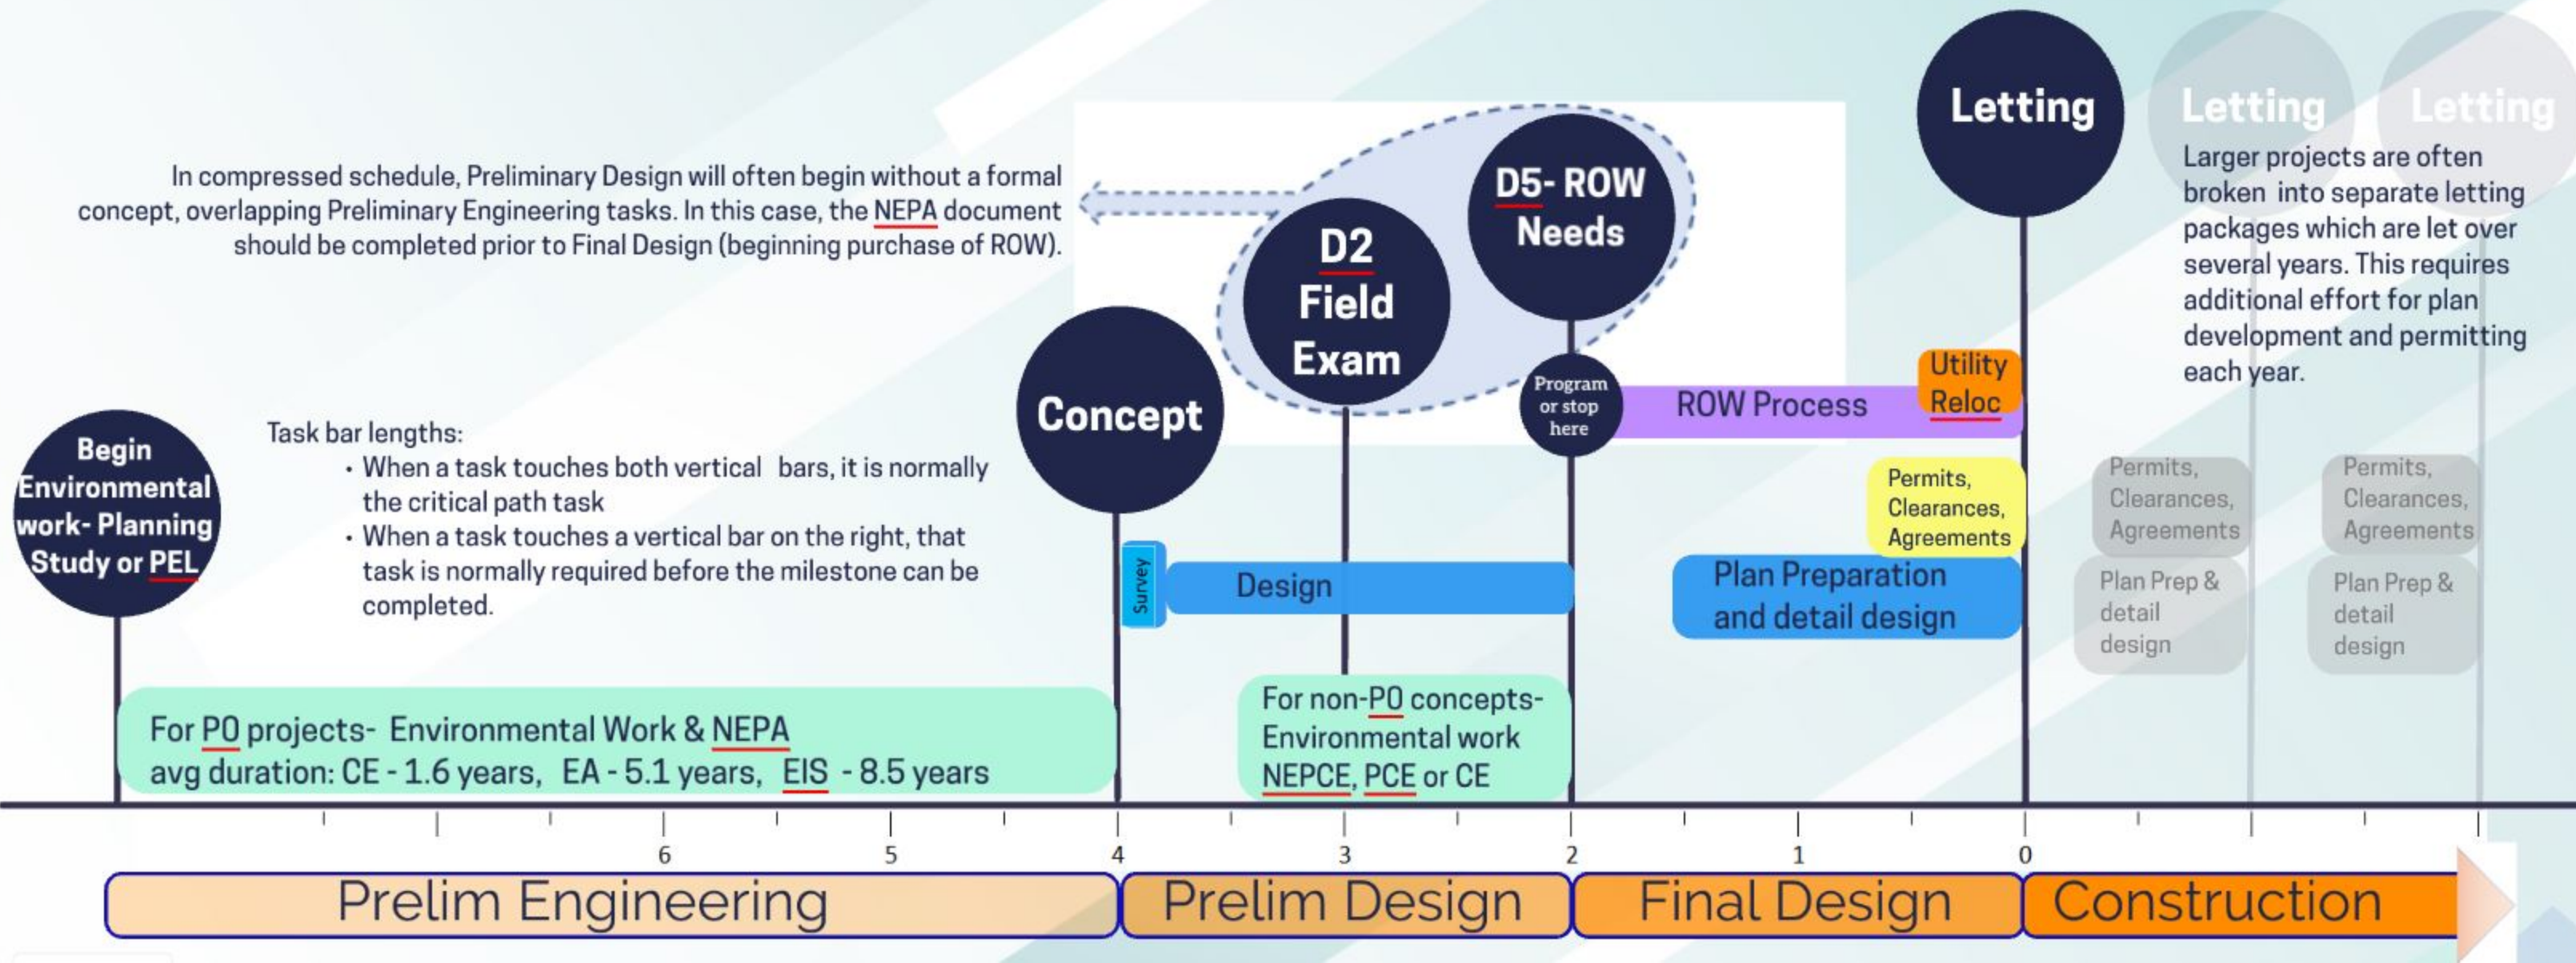 In compressed schedule, Preliminary Design will often begin without a formal
concept, overlapping Preliminary Engineering tasks. In this case, the NEPA document
should be completed prior to Final Design (beginning purchase of ROW).
Begin
Environmental
work- Planning
Study or PEL
Task bar lengths:
• When a task touches both vertical bars, it is normally
the critical path task
• When a task touches a vertical bar on the right, that
task is normally required before the milestone can be
completed.
Concept
D2
Field
Exam
D5- ROW
Needs
Program
or stop
here
Letting
Letting
Letting
Larger projects are often
broken into separate letting
packages which are let over
several years. This requires
additional effort for plan
development and permitting
each year.
ROW Process
Utility
Reloc
Permits,
Clearances,
Agreements
Permits,
Clearances,
Agreements
Permits,
Clearances,
Agreements
Survey
Design
Plan Preparation
and detail design
Plan Prep &
detail
design
Plan Prep &
detail
design
For PO projects- Environmental Work & NEPA
avg duration: CE - 1.6 years, EA - 5.1 years, EIS - 8.5 years
For non-PO concepts-
Environmental work
NEPCE, PCE or CE
6 5 4 3 2 1 0
Prelim Engineering
Prelim Design
Final Design
Construction